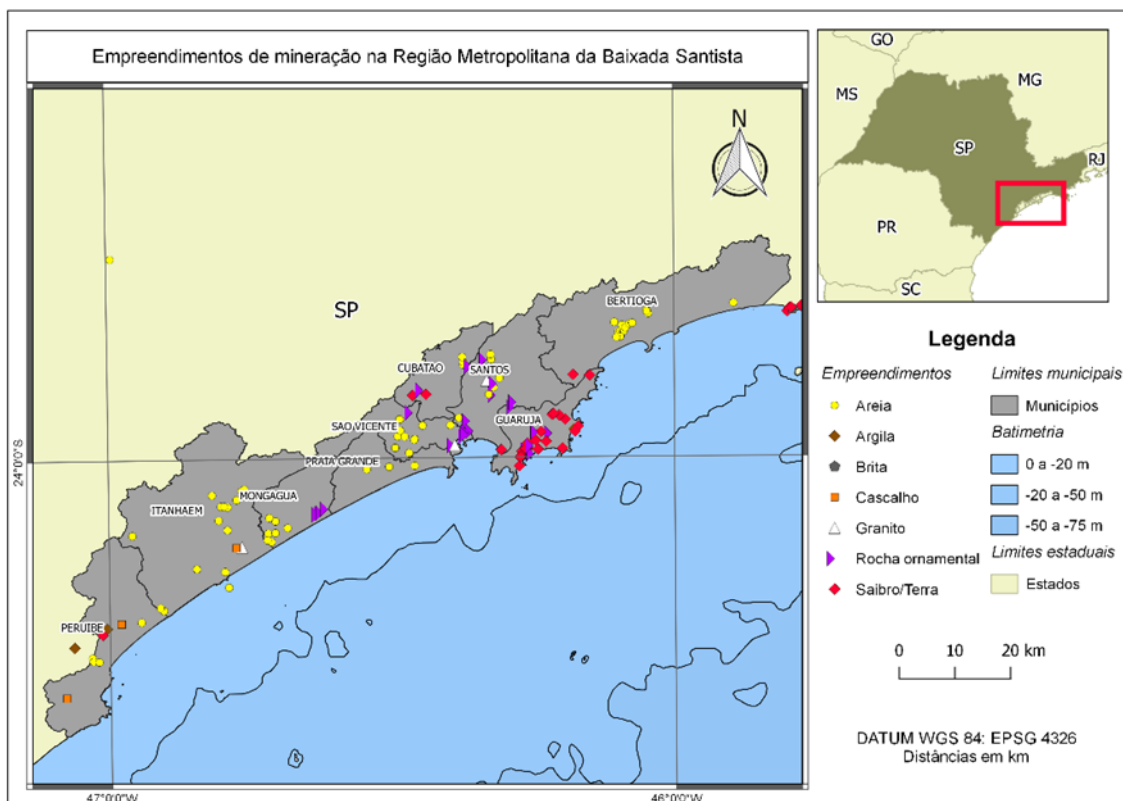 Empreendimentos de mineração na Região Metropolitana da Baixada Santista
N
SP
BERTIOGA
CUBATAO
SANTOS
GUARUJA
SAO VICENTE
PRAIA GRANDE
MONGAGUA
ITANHAEM
PERUIBE
24°0'0"S
47°0'0"W
46°0'0"W
GO
MS
MG
SP
RJ
PR
SC
Legenda
Empreendimentos
Areia
Argila
Brita
Cascalho
Granito
Rocha ornamental
Saibro/Terra
Limites municipais
Municípios
Batimetria
0 a -20 m
-20 a -50 m
-50 a -75 m
Limites estaduais
Estados
0 10 20 km
DATUM WGS 84: EPSG 4326
Distâncias em km